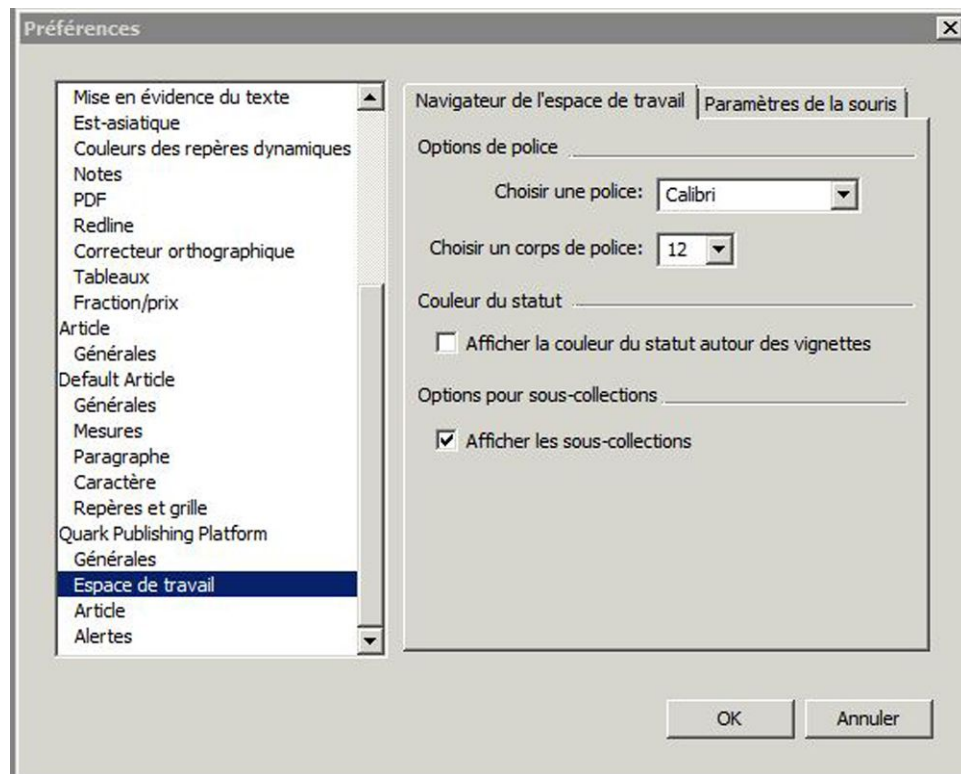 Préférences
Mise en évidence du texte
Est-asiatique
Couleurs des repères dynamiques
Notes
PDF
Redline
Correcteur orthographique
Tableaux
Fraction/prix
Article
Générales
Default Article
Générales
Mesures
Paragraphe
Caractère
Repères et grille
Quark Publishing Platform
Générales
Espace de travail
Article
Alertes
Navigateur de l'espace de travail Paramètres de la souris
Options de police
Choisir une police: Calibri
Choisir un corps de police: 12
Couleur du statut
Afficher la couleur du statut autour des vignettes
Options pour sous-collections
Afficher les sous-collections
OK Annuler